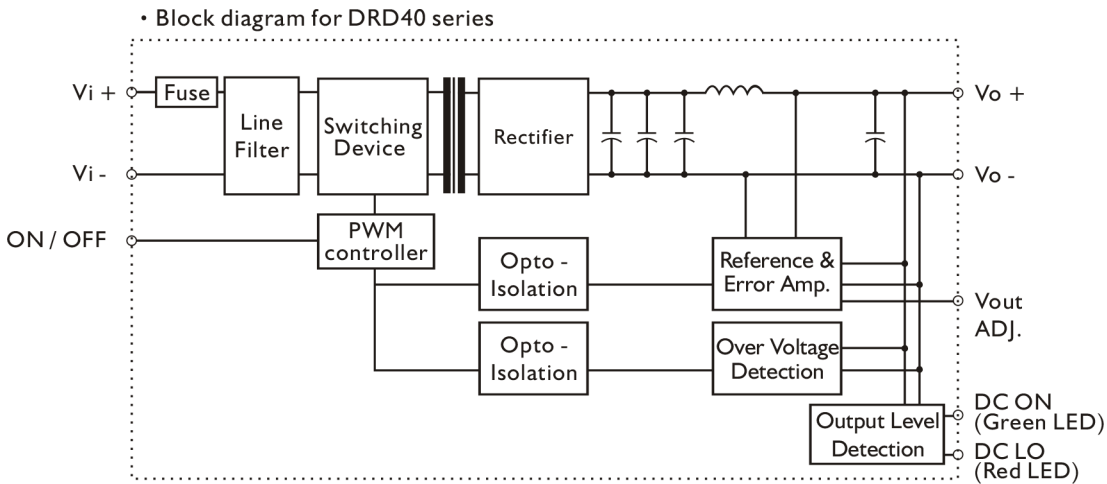 • Block diagram for DRD40 series
Vi +
Fuse
Line
Filter
Switching
Device
Rectifier
Vo +
Vi -
Vo -
ON / OFF
PWM
controller
Opto -
Isolation
Reference &
Error Amp.
Vout
ADJ.
Opto -
Isolation
Over Voltage
Detection
Output Level
Detection
DC ON
(Green LED)
DC LO
(Red LED)